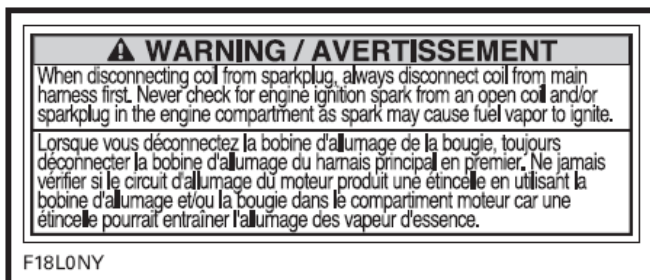 ⚠ WARNING / AVERTISSEMENT
When disconnecting coil from sparkplug, always disconnect coil from main
harness first. Never check for engine ignition spark from an open coil and/or
sparkplug in the engine compartment as spark may cause fuel vapor to ignite.
Lorsque vous déconnectez la bobine d'allumage de la bougie, toujours
déconnecter la bobine d'allumage du harnais principal en premier. Ne jamais
vérifier si le circuit d'allumage du moteur produit une étincelle en utilisant la
bobine d'allumage et/ou la bougie dans le compartiment moteur car une
étincelle pourrait entraîner l'allumage des vapeur d'essence.
F18L0NY